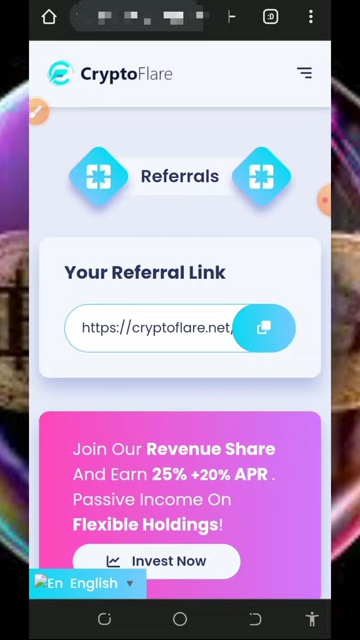 :D
CryptoFlare
Referrals
Your Referral Link
https://cryptoflare.net/
Join Our Revenue Share
And Earn 25% +20% APR .
Passive Income On
Flexible Holdings!
Invest Now
En English ▼